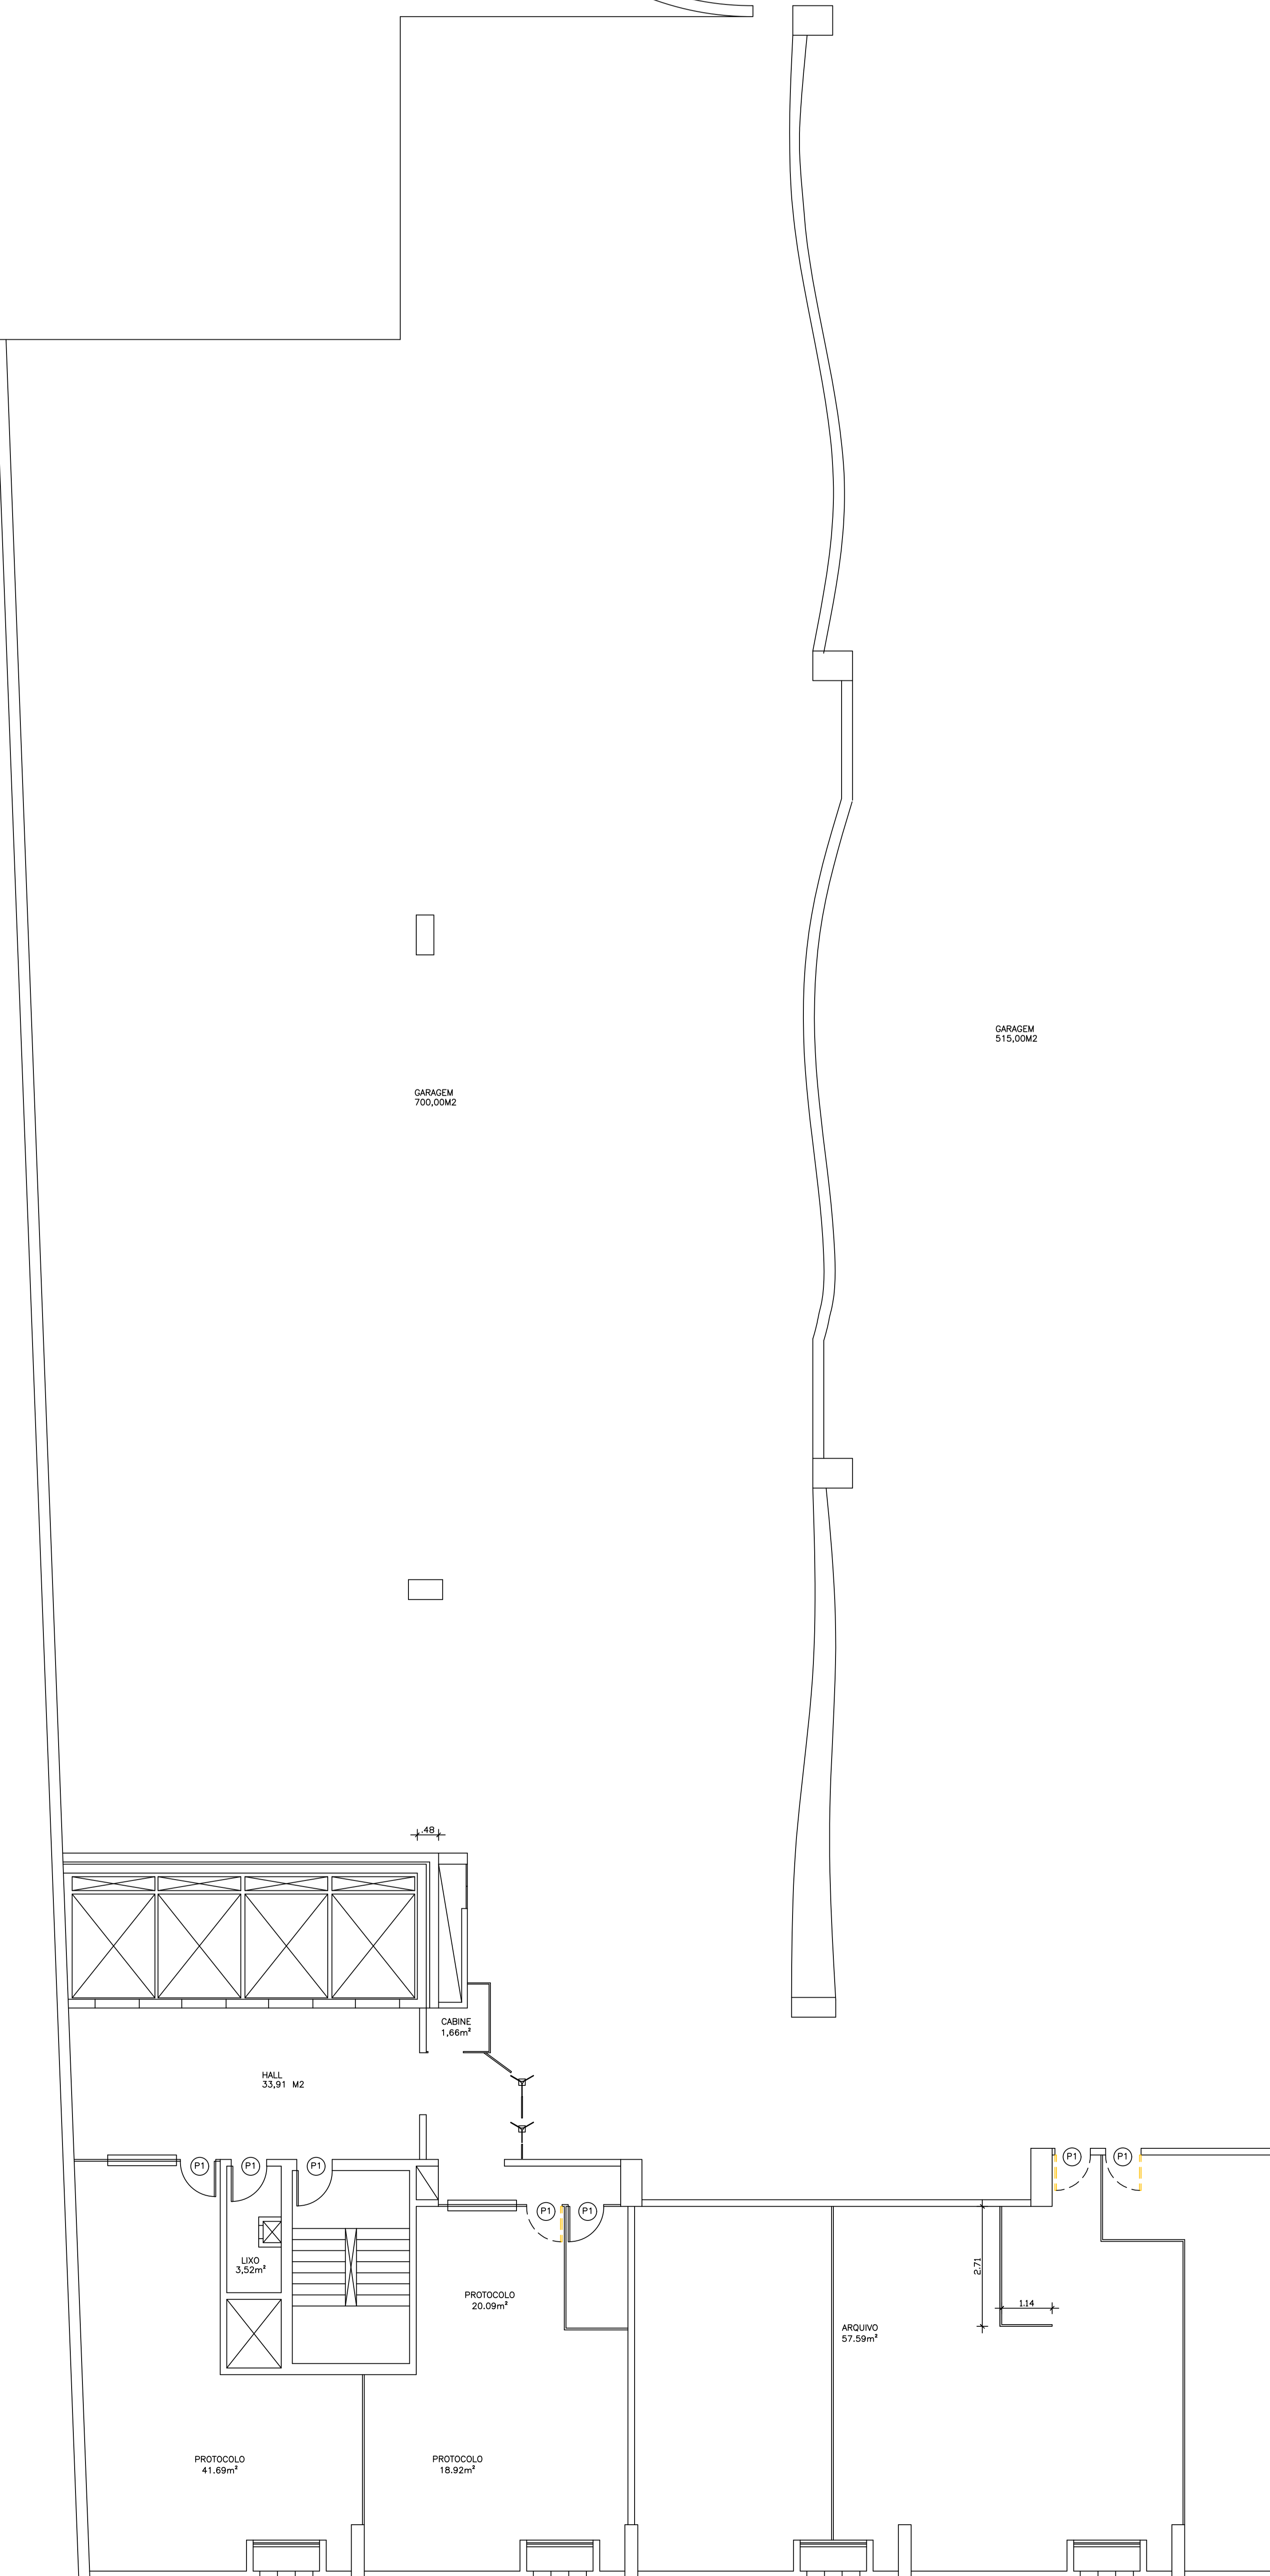 GARAGEM
515,00M2
GARAGEM
700,00M2
.48
CABINE
1,66m²
HALL
33,91 M2
P1
P1
P1
P1
P1
P1
P1
LIXO
3,52m²
2.71
PROTOCOLO
20.09m²
1.14
ARQUIVO
57.59m²
PROTOCOLO
41.69m²
PROTOCOLO
18.92m²